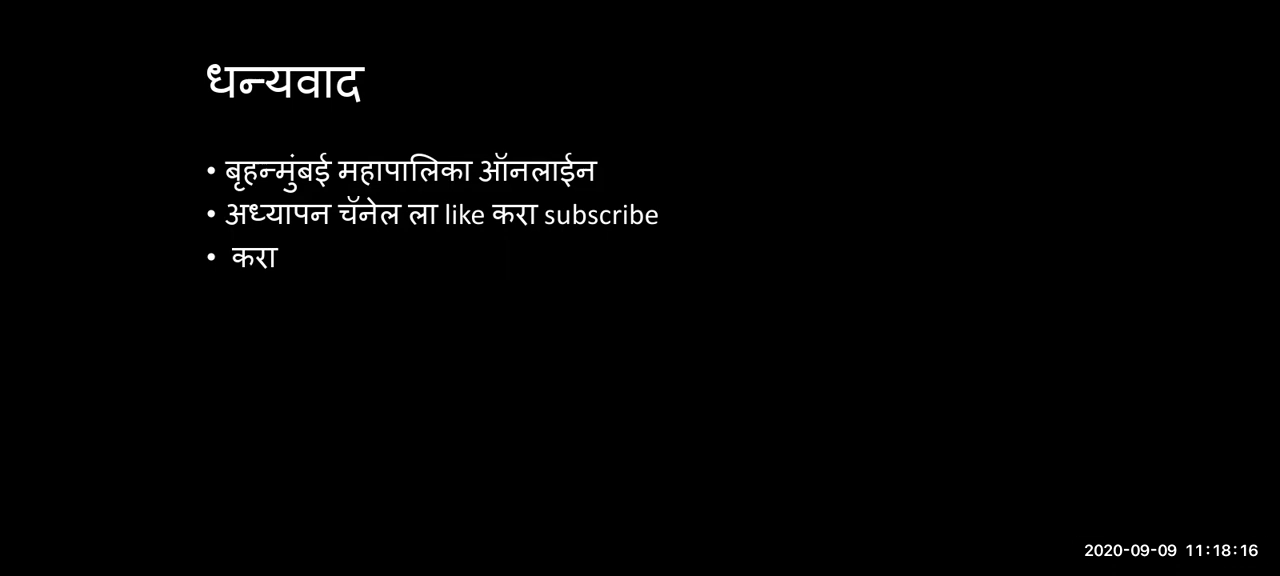 धन्यवाद
• बृहन्मुंबई महापालिका ऑनलाईन
• अध्यापन चॅनेल ला like करा subscribe
• करा
2020-09-09 11:18:16